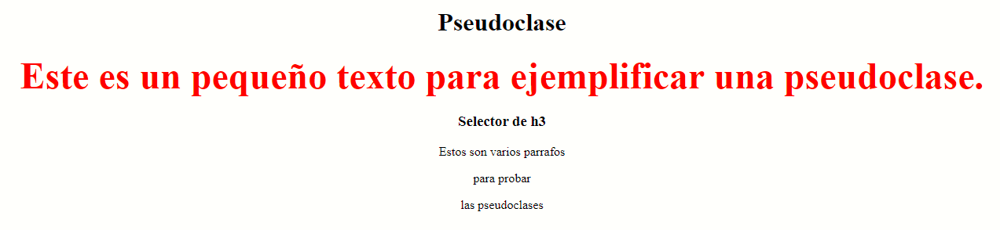 Pseudoclase
Este es un pequeño texto para ejemplificar una pseudoclase.
Selector de h3
Estos son varios parrafos
para probar
las pseudoclases